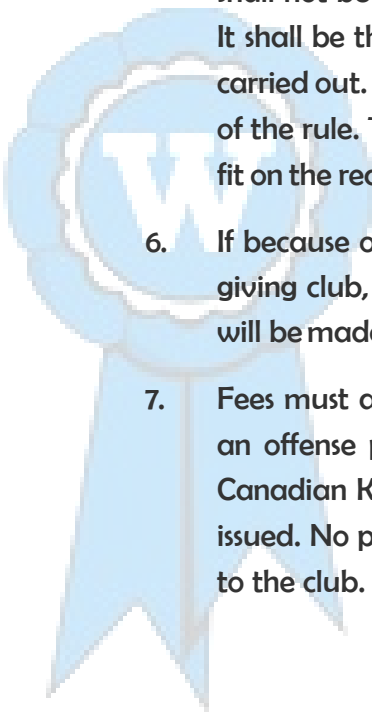 shall not be
It shall be th
carried out.
of the rule. T
fit on the rec
W
6. If because o
giving club,
will be made
7. Fees must a
an offense p
Canadian K
issued. No p
to the club.